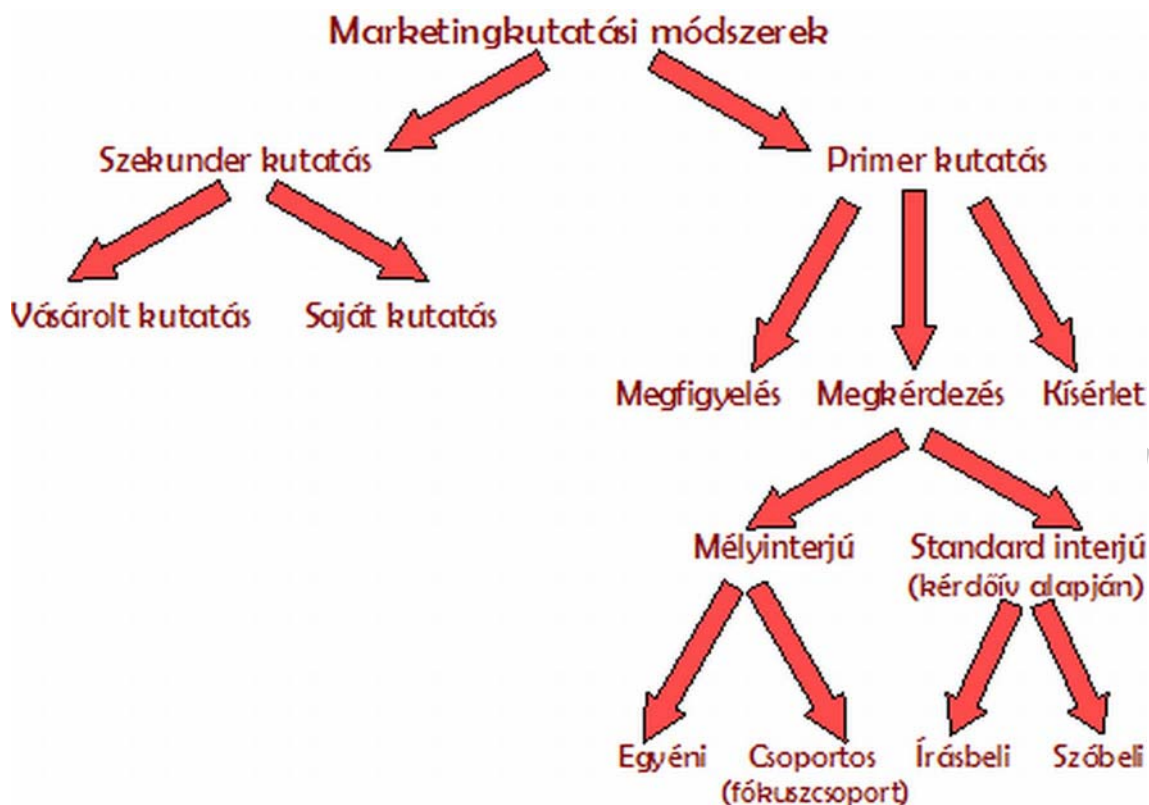 Marketingkutatási módszerek
Szekunder kutatás
Primer kutatás
Vásárolt kutatás
Saját kutatás
Megfigyelés
Megkérdezés
Kísérlet
Mélyinterjú
Standard interjú
(kérdőív alapján)
Egyéni
Csoportos
(fókuszcsoport)
Írásbeli
Szóbeli